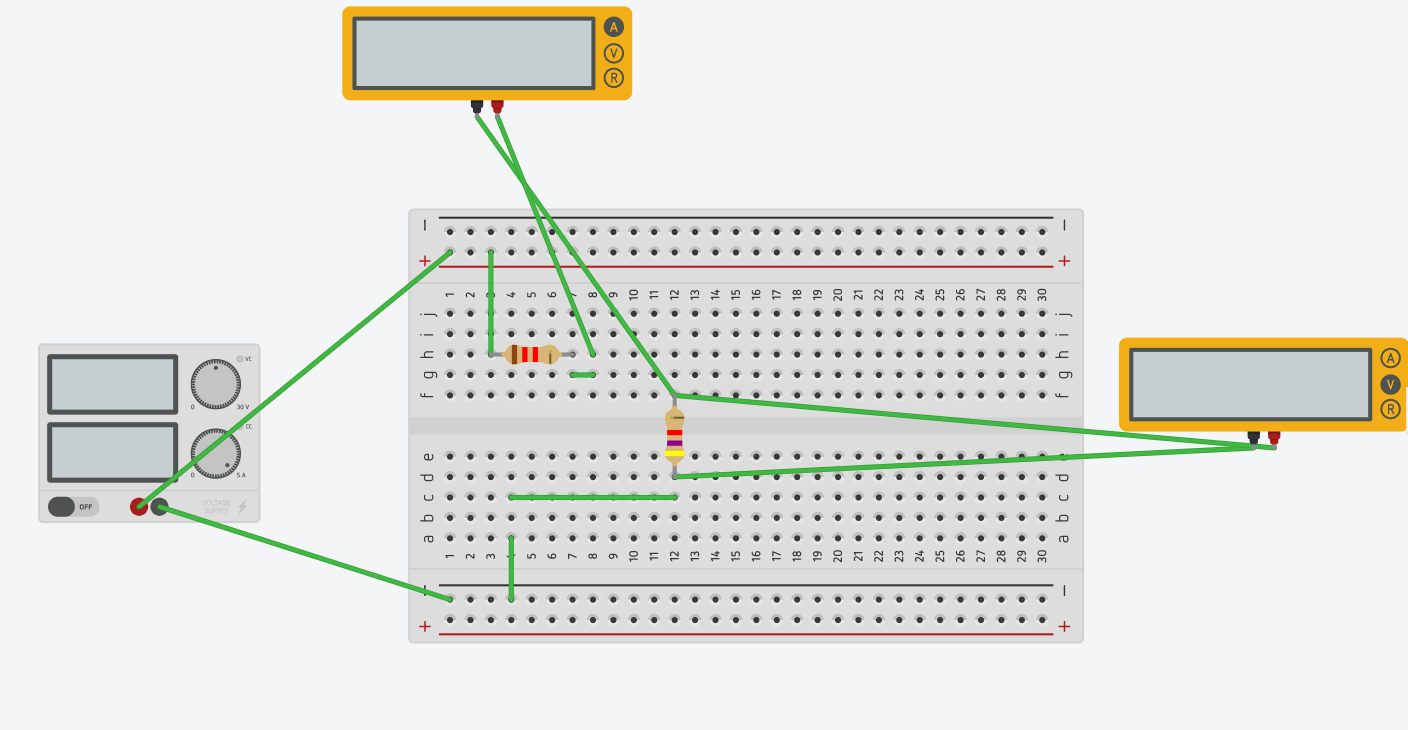 A
V
R
− −
+ +
1 2 3 4 5 6 7 8 9 10 11 12 13 14 15 16 17 18 19 20 21 22 23 24 25 26 27 28 29 30
j j
i i
h h
g g
f f
VC
0 30 V
CC
0 5 A
OFF
VOLTAGE
SUPPLY
A
V
R
e e
d d
c c
b b
a a
1 2 3 4 5 6 7 8 9 10 11 12 13 14 15 16 17 18 19 20 21 22 23 24 25 26 27 28 29 30
− −
+ +